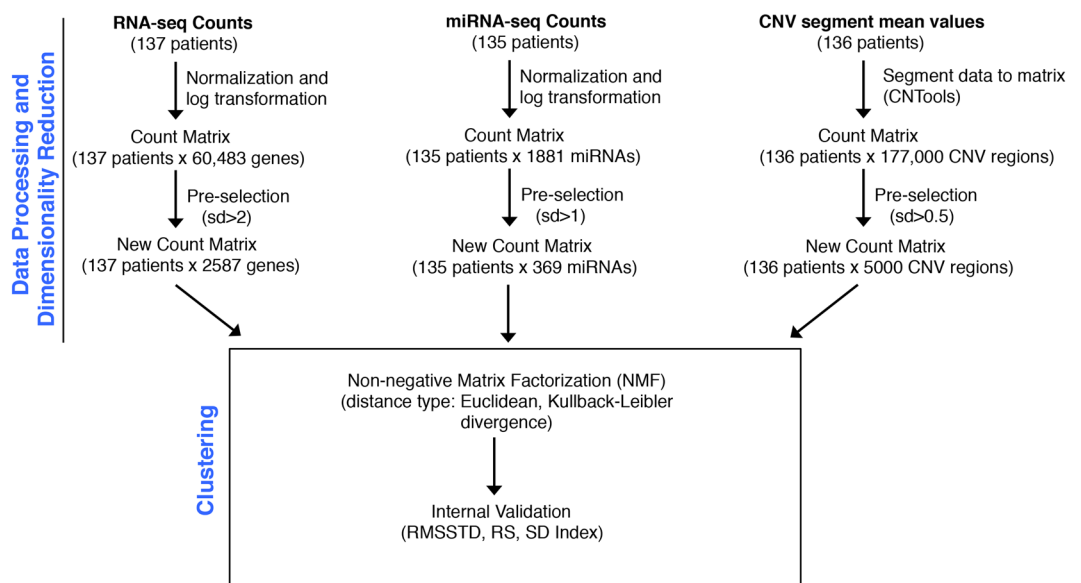 RNA-seq Counts
(137 patients)
Normalization and
log transformation
Count Matrix
(137 patients x 60,483 genes)
Pre-selection
(sd>2)
New Count Matrix
(137 patients x 2587 genes)
miRNA-seq Counts
(135 patients)
Normalization and
log transformation
Count Matrix
(135 patients x 1881 miRNAs)
Pre-selection
(sd>1)
New Count Matrix
(135 patients x 369 miRNAs)
CNV segment mean values
(136 patients)
Segment data to matrix
(CNTools)
Count Matrix
(136 patients x 177,000 CNV regions)
Pre-selection
(sd>0.5)
New Count Matrix
(136 patients x 5000 CNV regions)
Data Processing and
Dimensionality Reduction
Non-negative Matrix Factorization (NMF)
(distance type: Euclidean, Kullback-Leibler
divergence)
Internal Validation
(RMSSTD, RS, SD Index)
Clustering